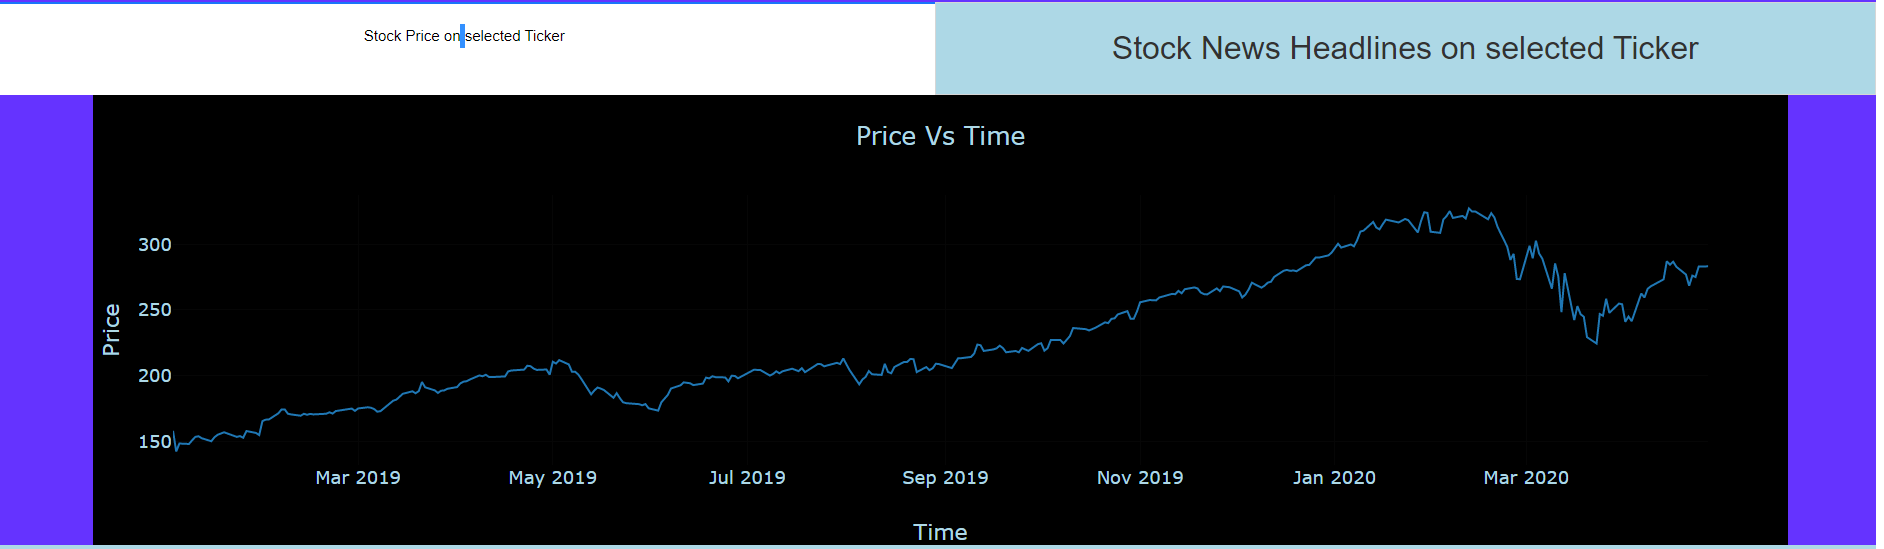 Stock Price on selected Ticker
Stock News Headlines on selected Ticker
Price Vs Time
300
250
200
150
Price
Mar 2019 May 2019 Jul 2019 Sep 2019 Nov 2019 Jan 2020 Mar 2020
Time